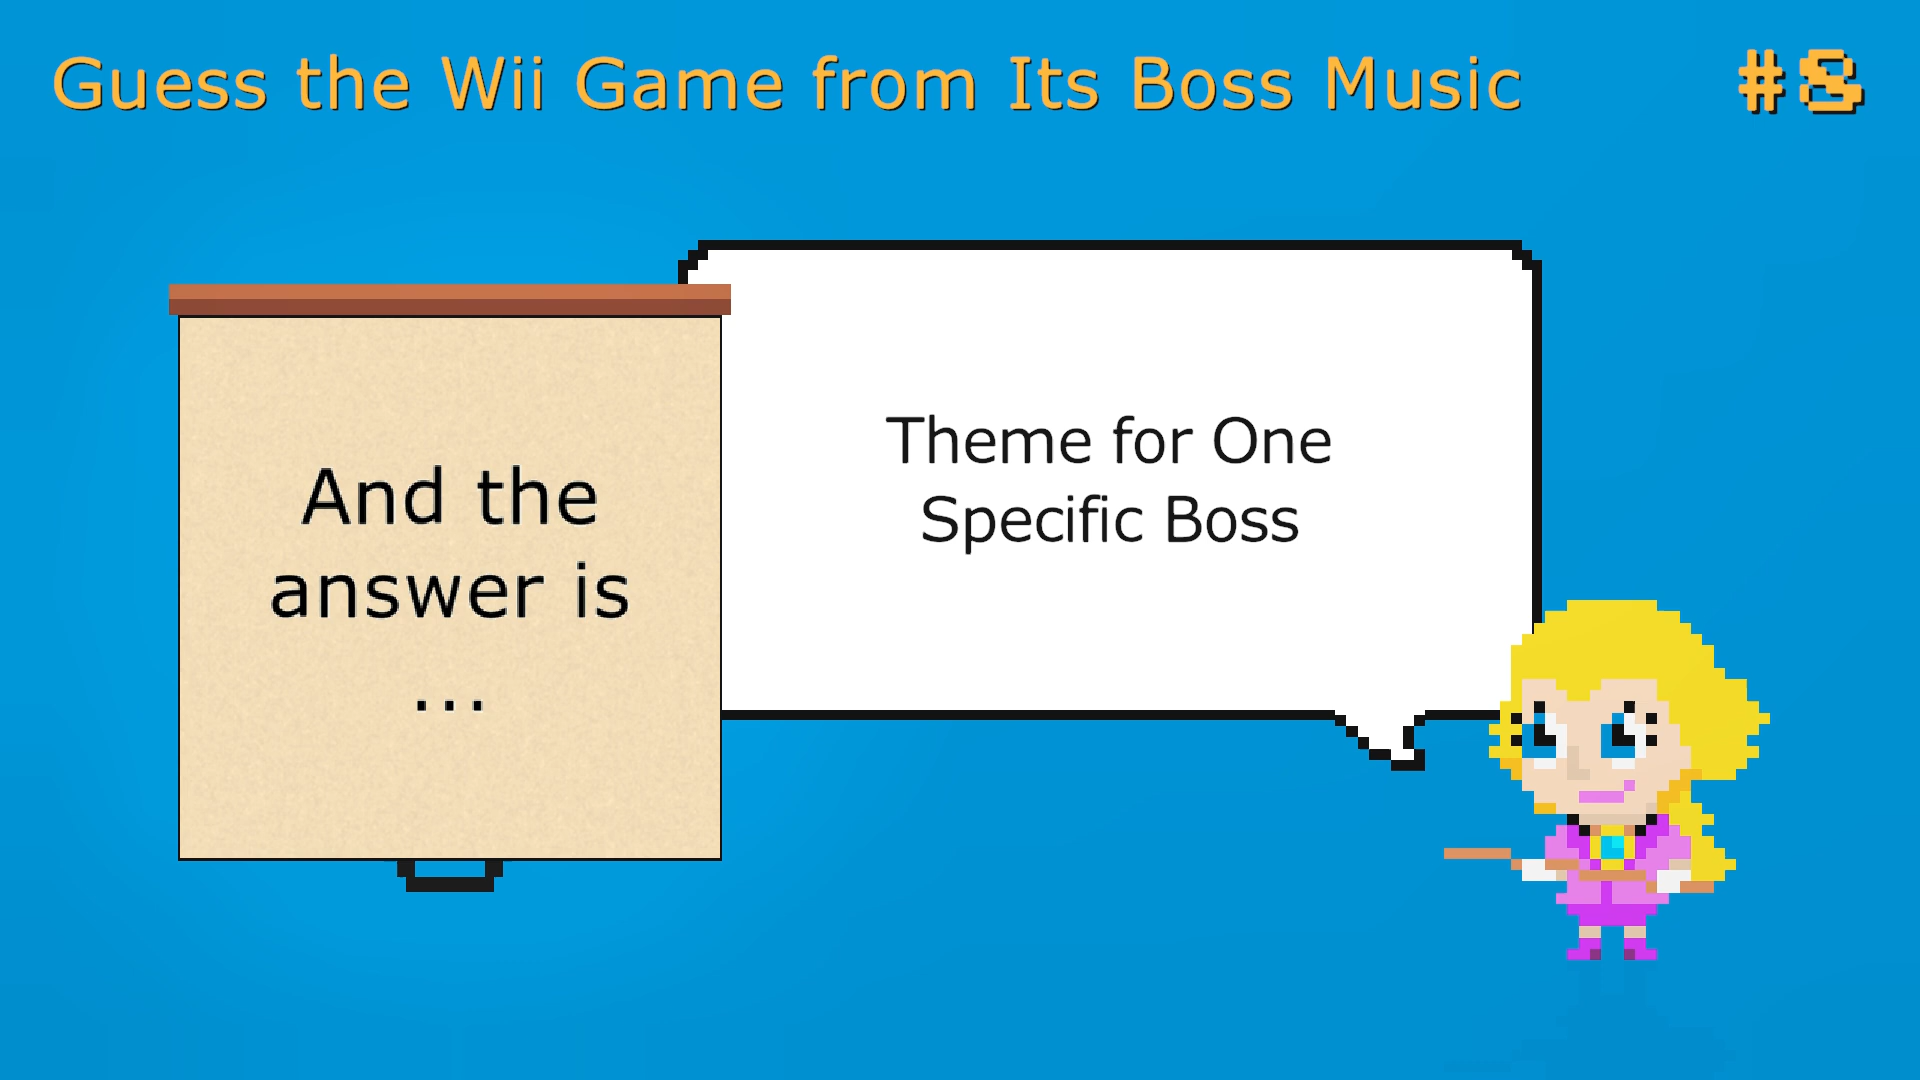 Guess the Wii Game from Its Boss Music #8
And the
answer is
...
Theme for One
Specific Boss